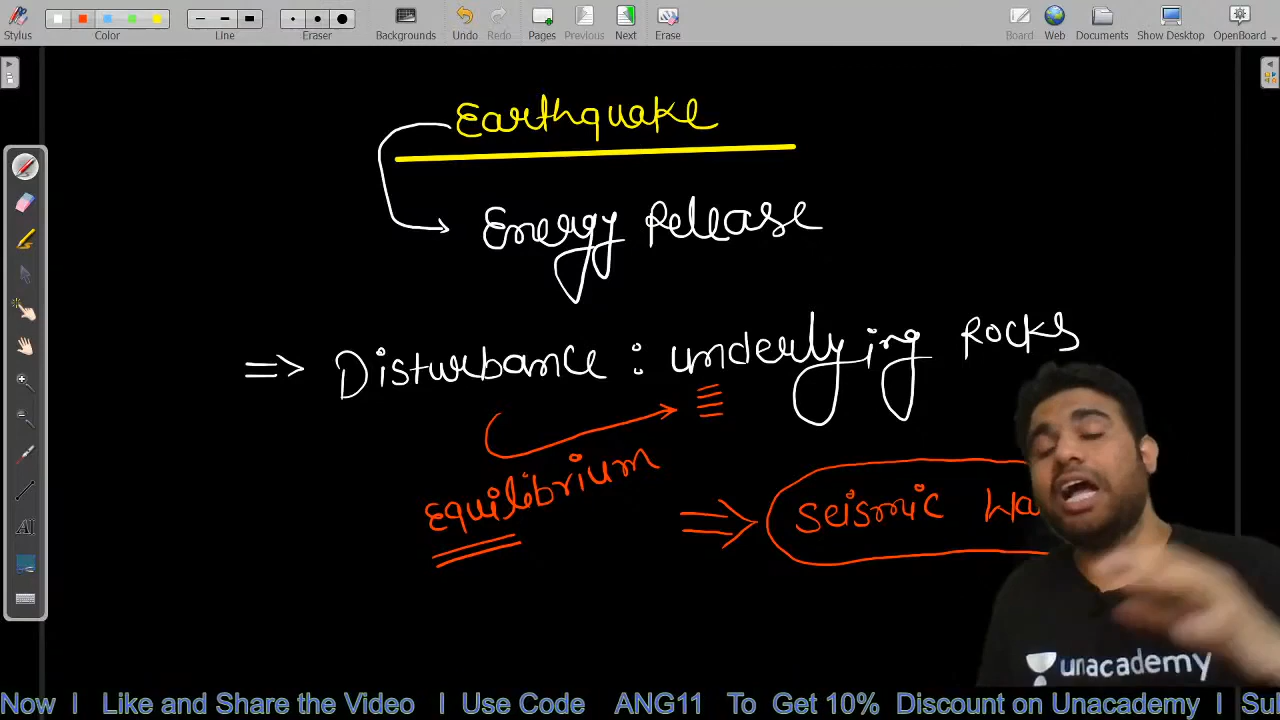 Stylus Color Line Eraser Backgrounds Undo Redo Pages Previous Next Erase Board Web Documents Show Desktop OpenBoard
Earthquake
Energy Release
=> Disturbance : underlying Rocks
Equilibrium
=> Seismic
unacademy
Now I Like and Share the Video I Use Code ANG11 To Get 10% Discount on Unacademy I Su